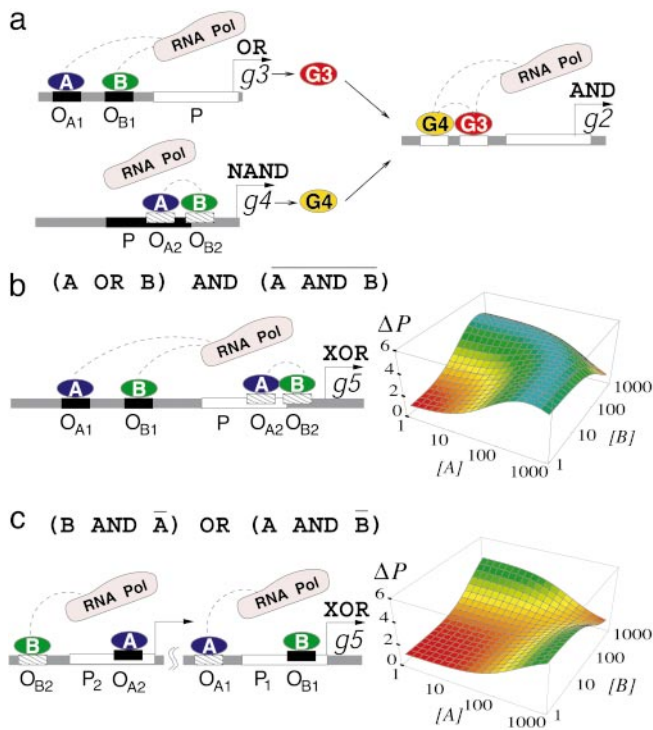 a
RNA Pol
OR
A B g3 G3
O_A1 O_B1 P
RNA Pol
NAND
A B g4 G4
P O_A2 O_B2
RNA Pol
AND
G4 G3 g2
b (A OR B) AND (A̅ ̅A̅N̅D̅ ̅B̅)
RNA Pol
XOR
A B A B g5
O_A1 O_B1 P O_A2 O_B2
ΔP
6
4
2
0
1 10 100 1000
[A]
1 10 100 1000
[B]
c (B AND A̅) OR (A AND B̅)
RNA Pol RNA Pol
XOR
B A A B g5
O_B2 P_2 O_A2 O_A1 P_1 O_B1
ΔP
6
4
2
0
1 10 100 1000
[A]
1 10 100 1000
[B]